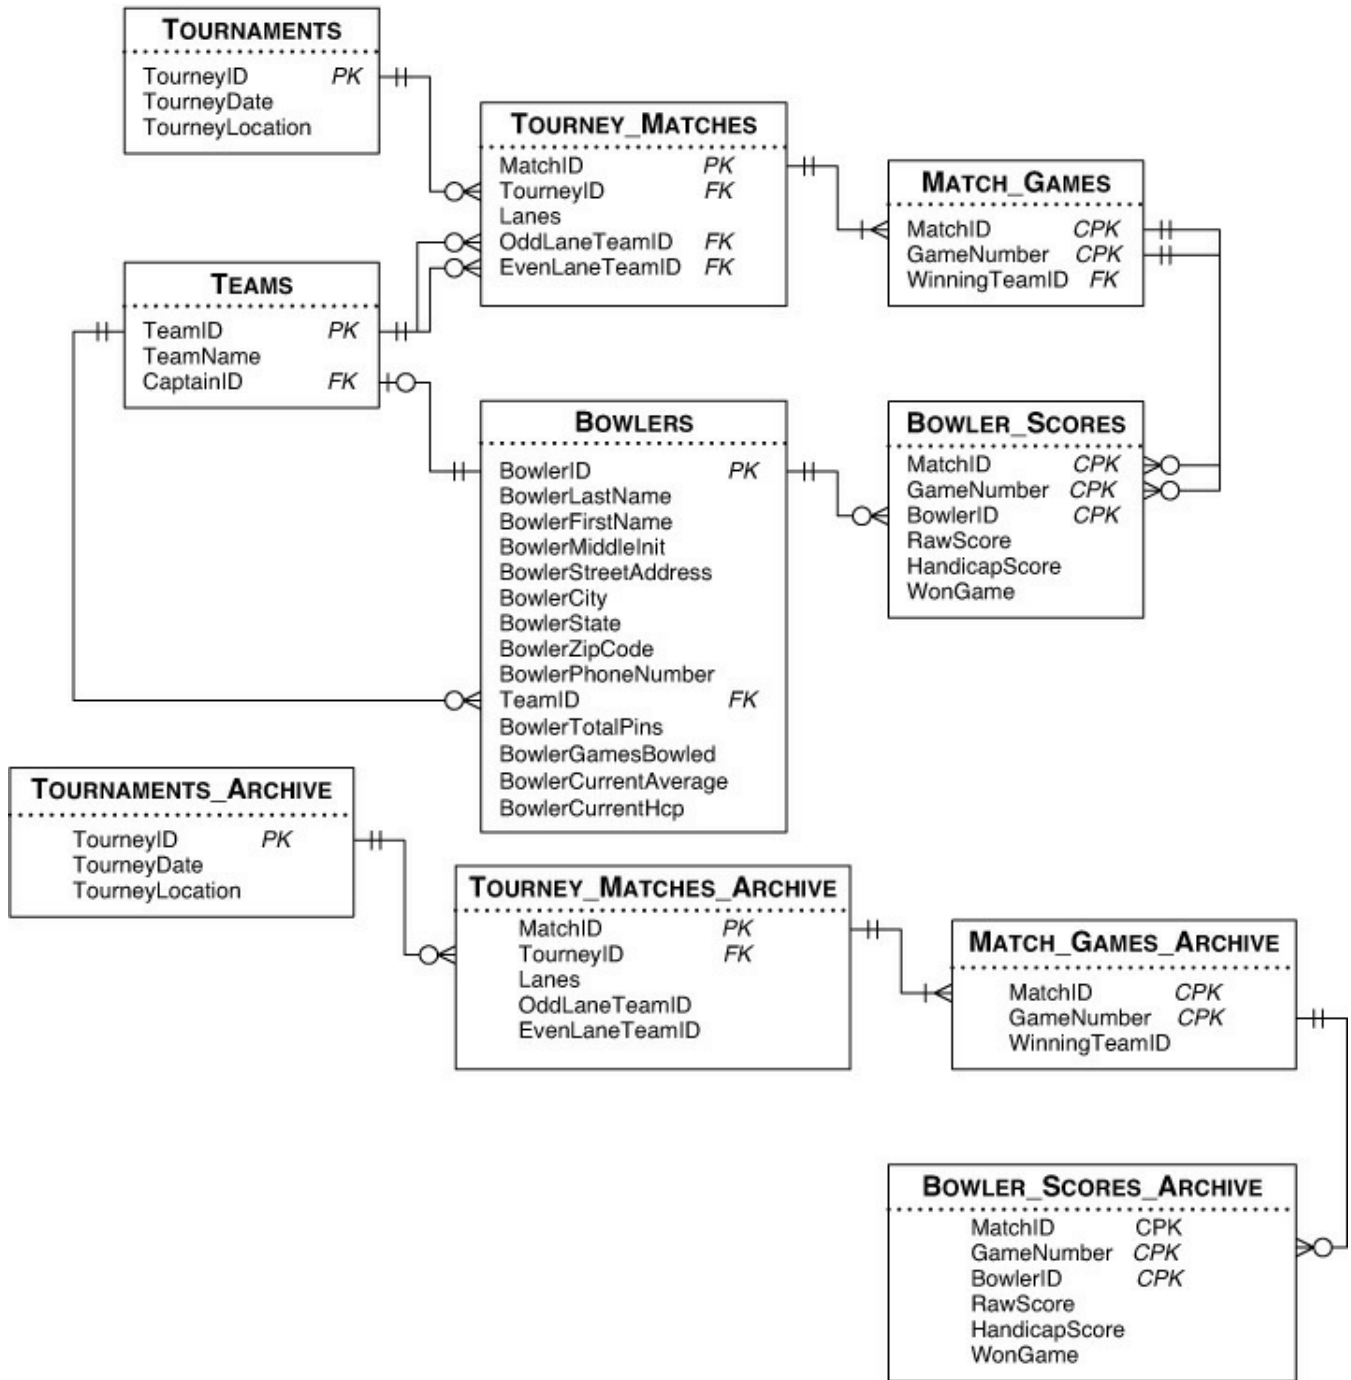 TOURNAMENTS
TourneyID PK
TourneyDate
TourneyLocation
TOURNEY_MATCHES
MatchID PK
TourneyID FK
Lanes
OddLaneTeamID FK
EvenLaneTeamID FK
MATCH_GAMES
MatchID CPK
GameNumber CPK
WinningTeamID FK
TEAMS
TeamID PK
TeamName
CaptainID FK
BOWLERS
BowlerID PK
BowlerLastName
BowlerFirstName
BowlerMiddleInit
BowlerStreetAddress
BowlerCity
BowlerState
BowlerZipCode
BowlerPhoneNumber
TeamID FK
BowlerTotalPins
BowlerGamesBowled
BowlerCurrentAverage
BowlerCurrentHcp
BOWLER_SCORES
MatchID CPK
GameNumber CPK
BowlerID CPK
RawScore
HandicapScore
WonGame
TOURNAMENTS_ARCHIVE
TourneyID PK
TourneyDate
TourneyLocation
TOURNEY_MATCHES_ARCHIVE
MatchID PK
TourneyID FK
Lanes
OddLaneTeamID
EvenLaneTeamID
MATCH_GAMES_ARCHIVE
MatchID CPK
GameNumber CPK
WinningTeamID
BOWLER_SCORES_ARCHIVE
MatchID CPK
GameNumber CPK
BowlerID CPK
RawScore
HandicapScore
WonGame